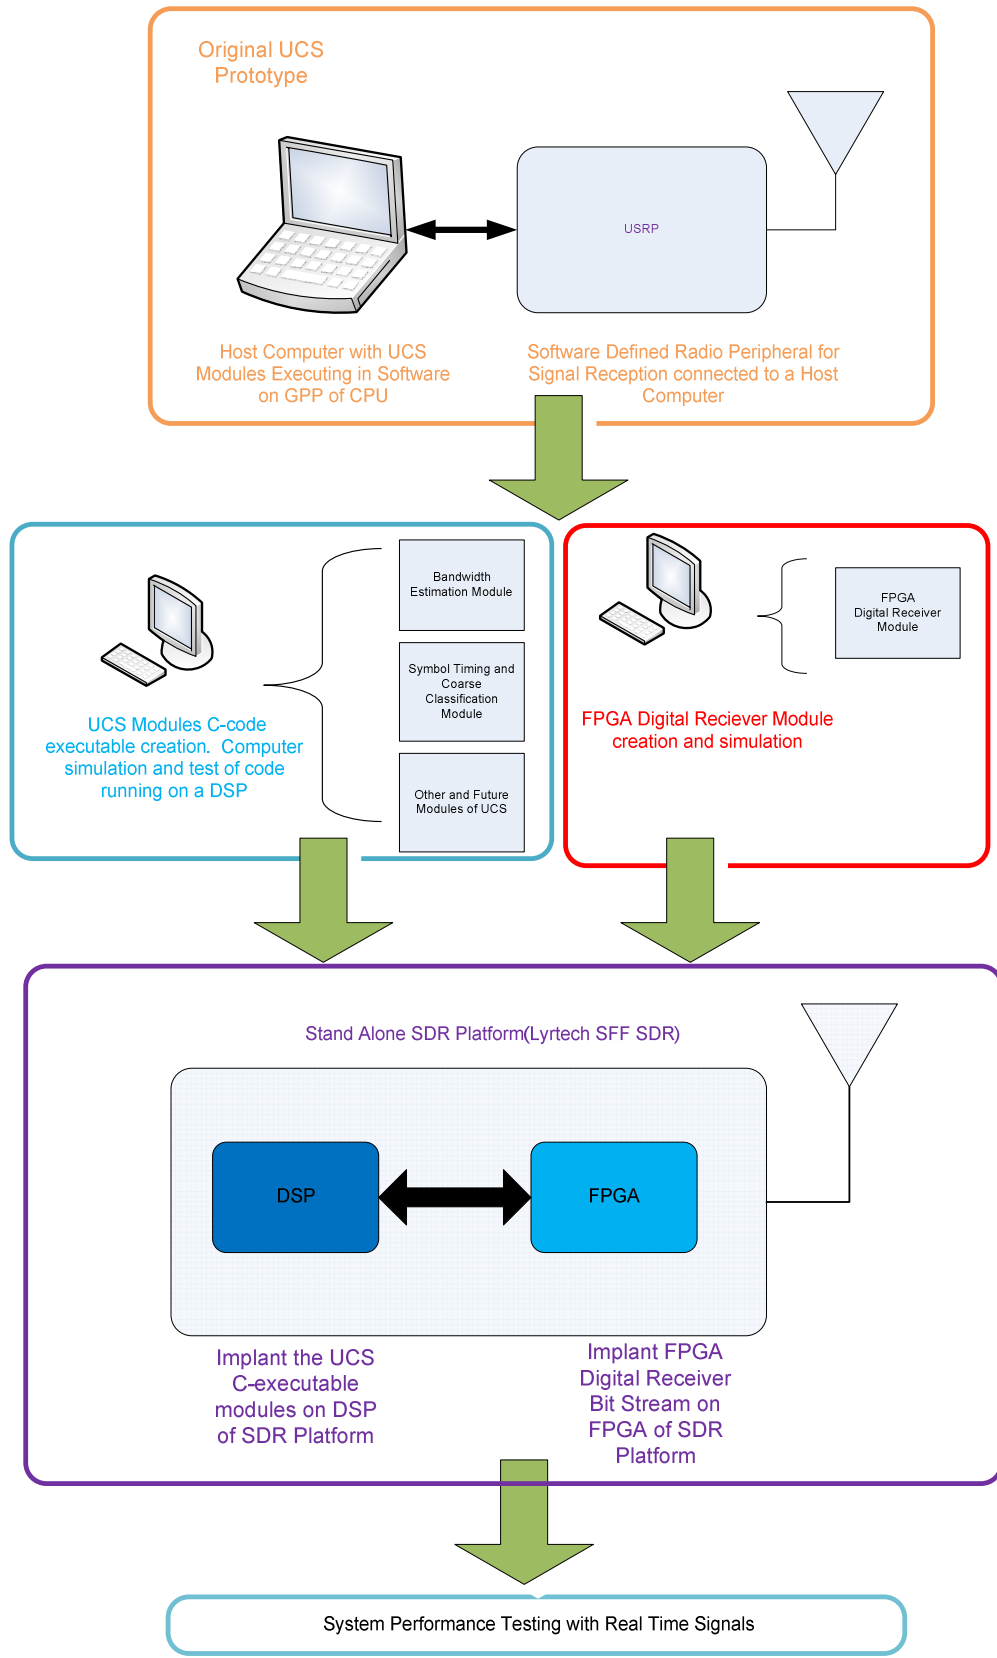 Original UCS
Prototype
USRP
Host Computer with UCS
Modules Executing in Software
on GPP of CPU
Software Defined Radio Peripheral for
Signal Reception connected to a Host
Computer
Bandwidth
Estimation Module
Symbol Timing and
Coarse
Classification
Module
Other and Future
Modules of UCS
UCS Modules C-code
executable creation.  Computer
simulation and test of code
running on a DSP
FPGA
Digital Receiver
Module
FPGA Digital Reciever Module
creation and simulation
Stand Alone SDR Platform(Lyrtech SFF SDR)
DSP
FPGA
Implant the UCS
C-executable
modules on DSP
of SDR Platform
Implant FPGA
Digital Receiver
Bit Stream on
FPGA of SDR
Platform
System Performance Testing with Real Time Signals